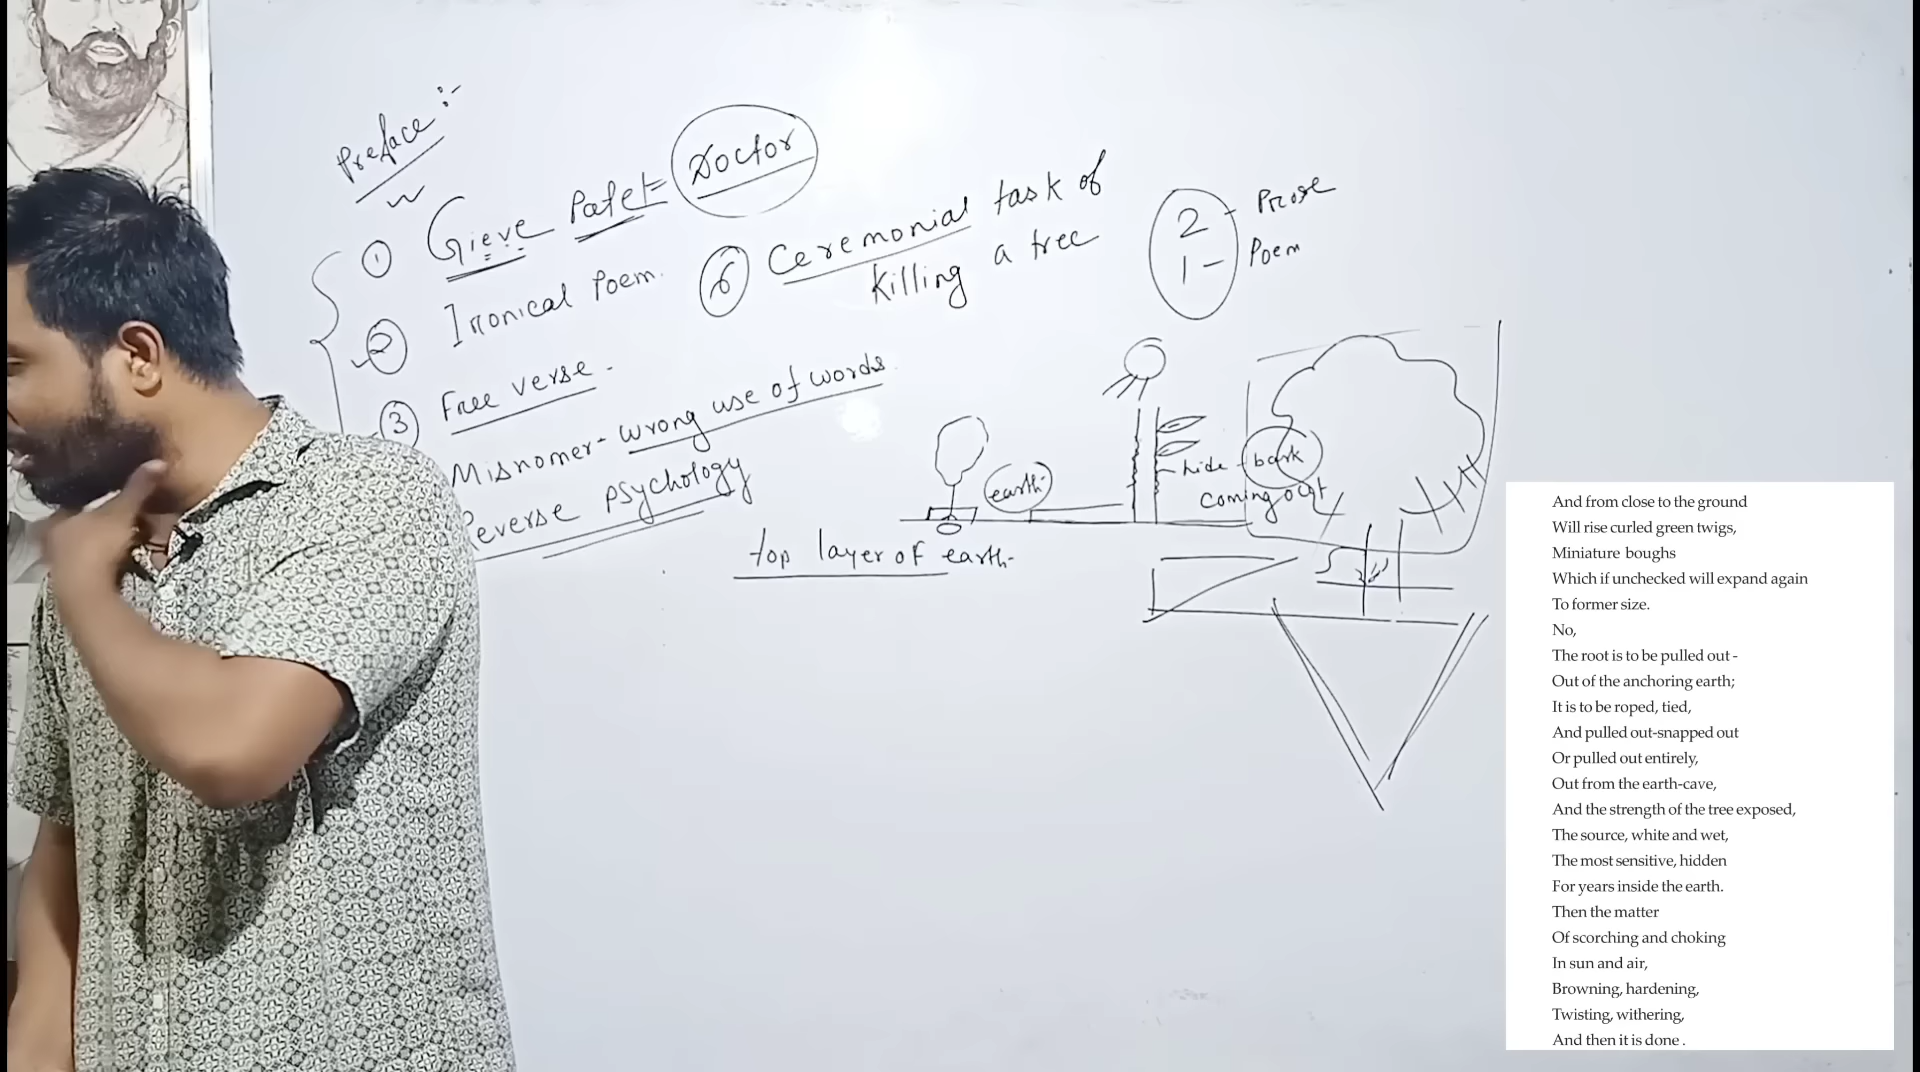 Preface :-
① Gieve Patel = Doctor
② Ironical Poem.
③ Free verse.
Misnomer - wrong use of words
Reverse psychology
⑥ Ceremonial task of
killing a tree
2 - Prose
1 - Poem
earth
hide - bark
coming out
top layer of earth
And from close to the ground
Will rise curled green twigs,
Miniature boughs
Which if unchecked will expand again
To former size.
No,
The root is to be pulled out -
Out of the anchoring earth;
It is to be roped, tied,
And pulled out-snapped out
Or pulled out entirely,
Out from the earth-cave,
And the strength of the tree exposed,
The source, white and wet,
The most sensitive, hidden
For years inside the earth.
Then the matter
Of scorching and choking
In sun and air,
Browning, hardening,
Twisting, withering,
And then it is done .